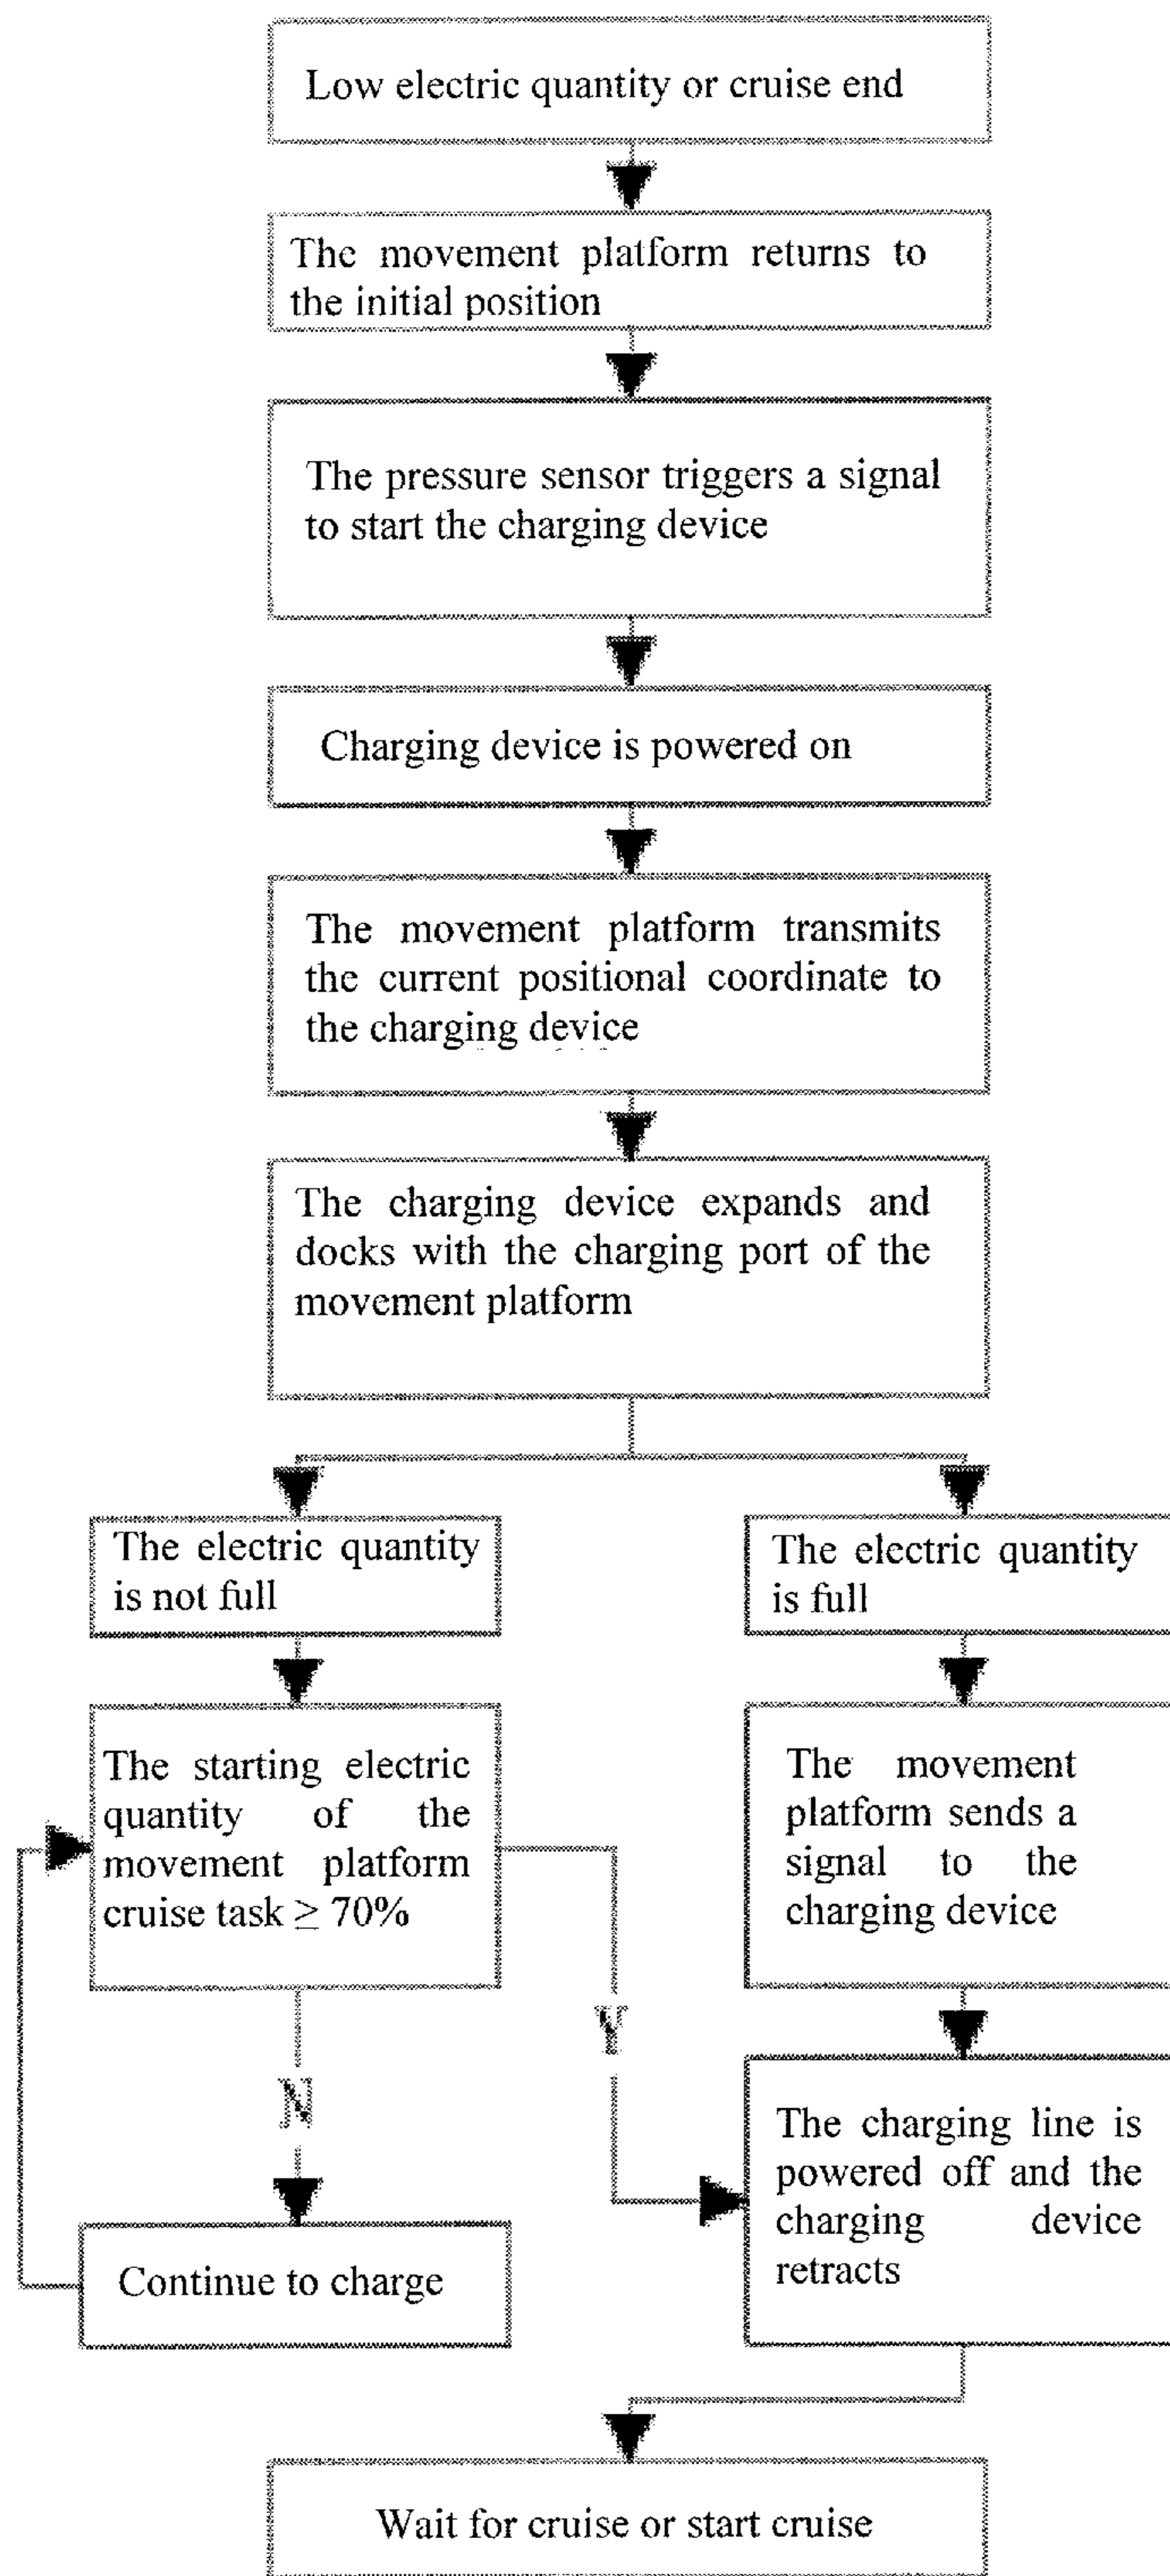 Low electric quantity or cruise end
The movement platform returns to
the initial position
The pressure sensor triggers a signal
to start the charging device
Charging device is powered on
The movement platform transmits
the current positional coordinate to
the charging device
The charging device expands and
docks with the charging port of the
movement platform
The electric quantity
is not full
The electric quantity
is full
The starting electric
quantity of the
movement platform
cruise task ≥ 70%
The movement
platform sends a
signal to the
charging device
Y
N
The charging line is
powered off and the
charging device
retracts
Continue to charge
Wait for cruise or start cruise